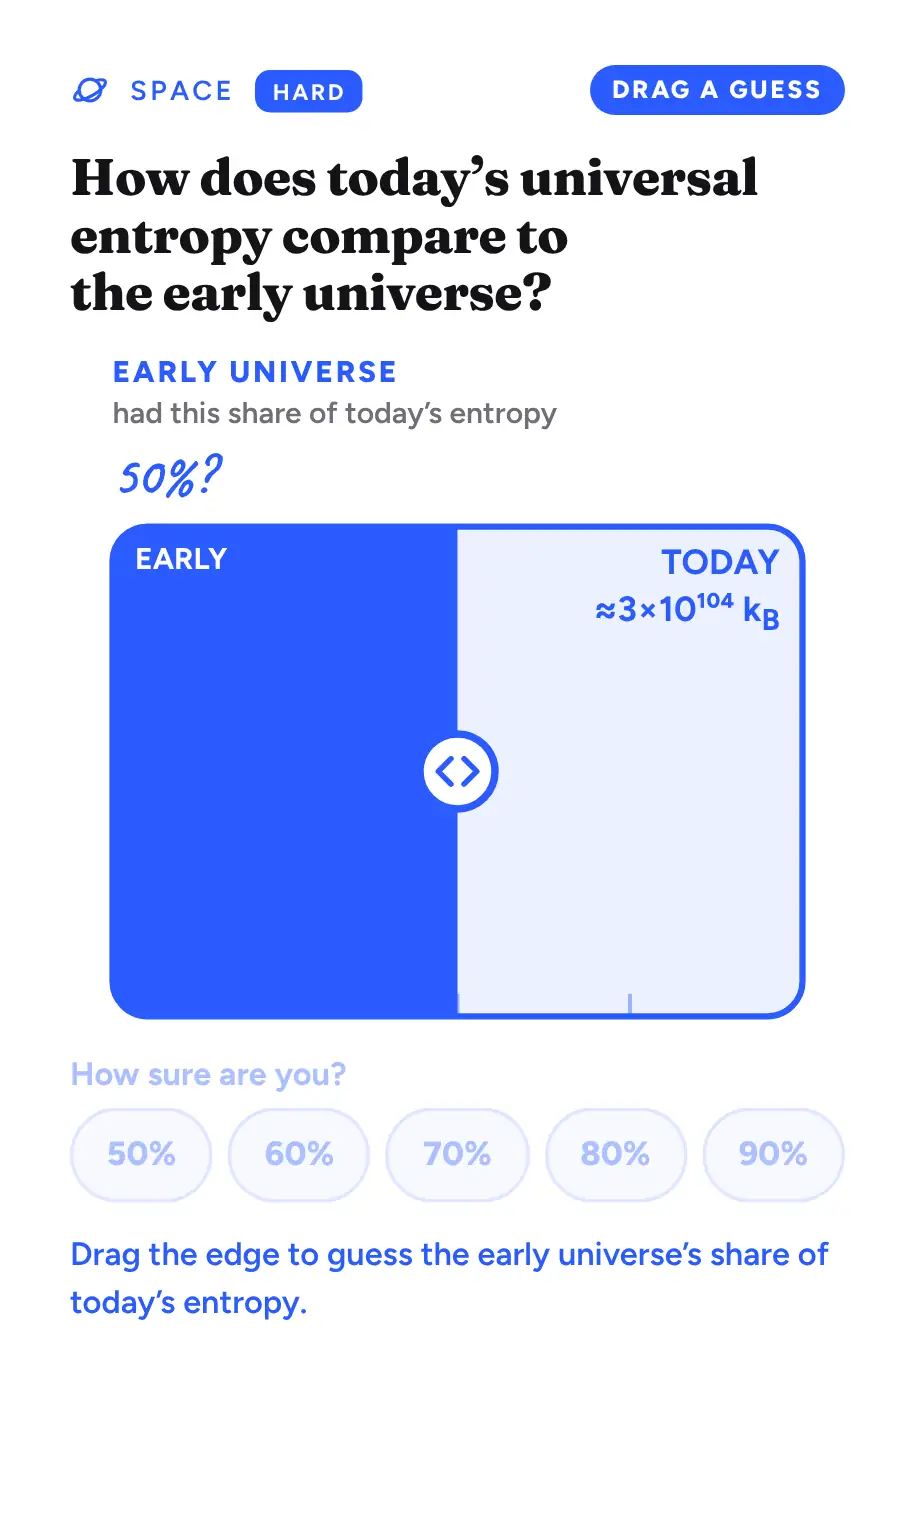 SPACE HARD DRAG A GUESS
How does today’s universal
entropy compare to
the early universe?
EARLY UNIVERSE
had this share of today’s entropy
50%?
EARLY
TODAY
≈3×10¹⁰⁴ k_B
How sure are you?
50% 60% 70% 80% 90%
Drag the edge to guess the early universe’s share of
today’s entropy.